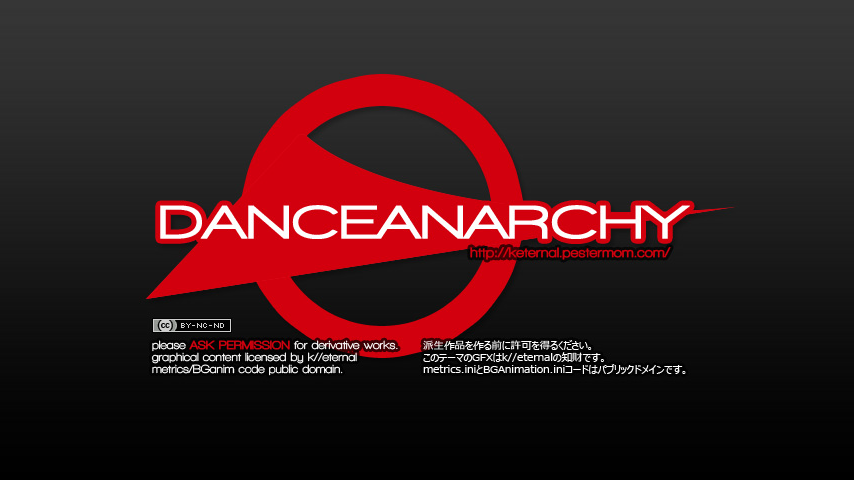 DANCEANARCHY
http://keternal.pestermom.com/
(cc) BY-NC-ND
please ASK PERMISSION for derivative works.
graphical content licensed by k//eternal
metrics/BGanim code public domain.
派生作品を作る前に許可を得るください。
このテーマのGFXはk//eternalの知財です。
metrics.iniとBGAnimation.iniコードはパブリックドメインです。